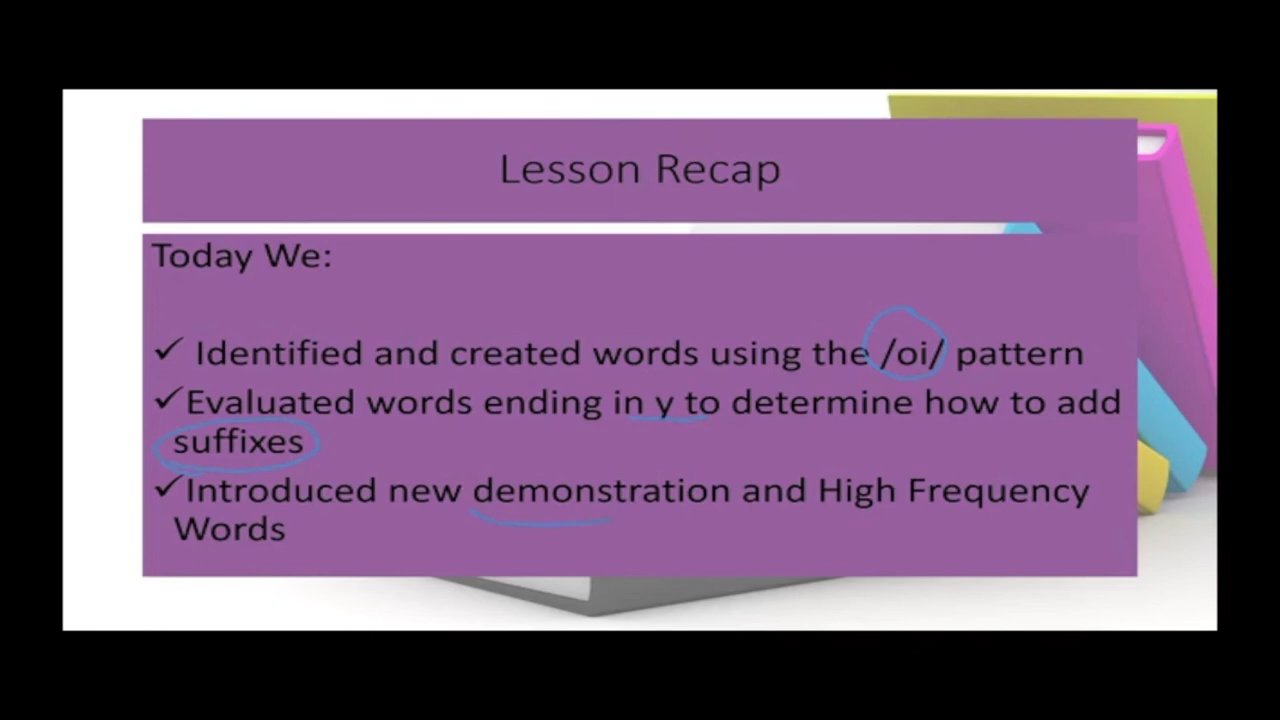 Lesson Recap
Today We:
✓ Identified and created words using the /oi/ pattern
✓Evaluated words ending in y to determine how to add
suffixes
✓Introduced new demonstration and High Frequency
Words